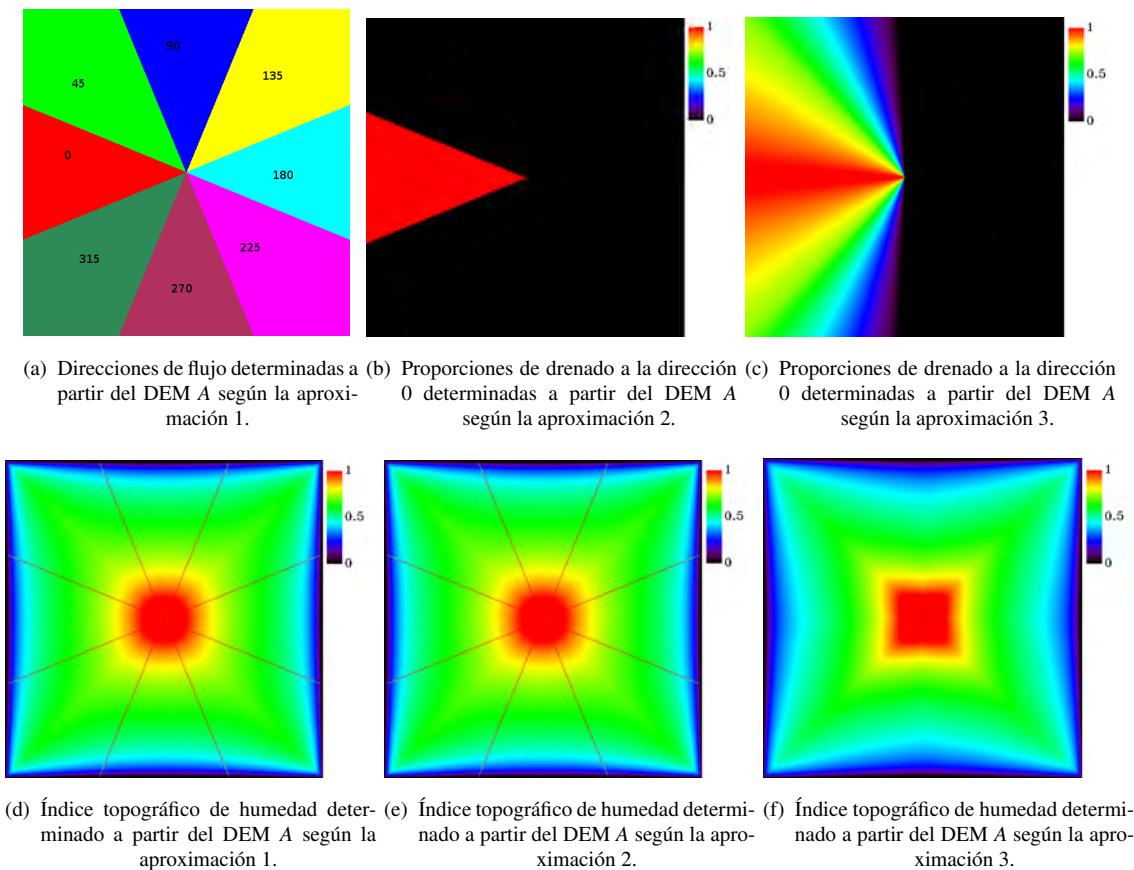 90
135
45
0
180
225
315
270
1
0.5
0
1
0.5
0
(a) Direcciones de flujo determinadas a
partir del DEM A según la aproxi-
mación 1.
(b) Proporciones de drenado a la dirección
0 determinadas a partir del DEM A
según la aproximación 2.
(c) Proporciones de drenado a la dirección
0 determinadas a partir del DEM A
según la aproximación 3.
1
0.5
0
1
0.5
0
1
0.5
0
(d) Índice topográfico de humedad deter-
minado a partir del DEM A según la
aproximación 1.
(e) Índice topográfico de humedad determi-
nado a partir del DEM A según la apro-
ximación 2.
(f) Índice topográfico de humedad determi-
nado a partir del DEM A según la apro-
ximación 3.